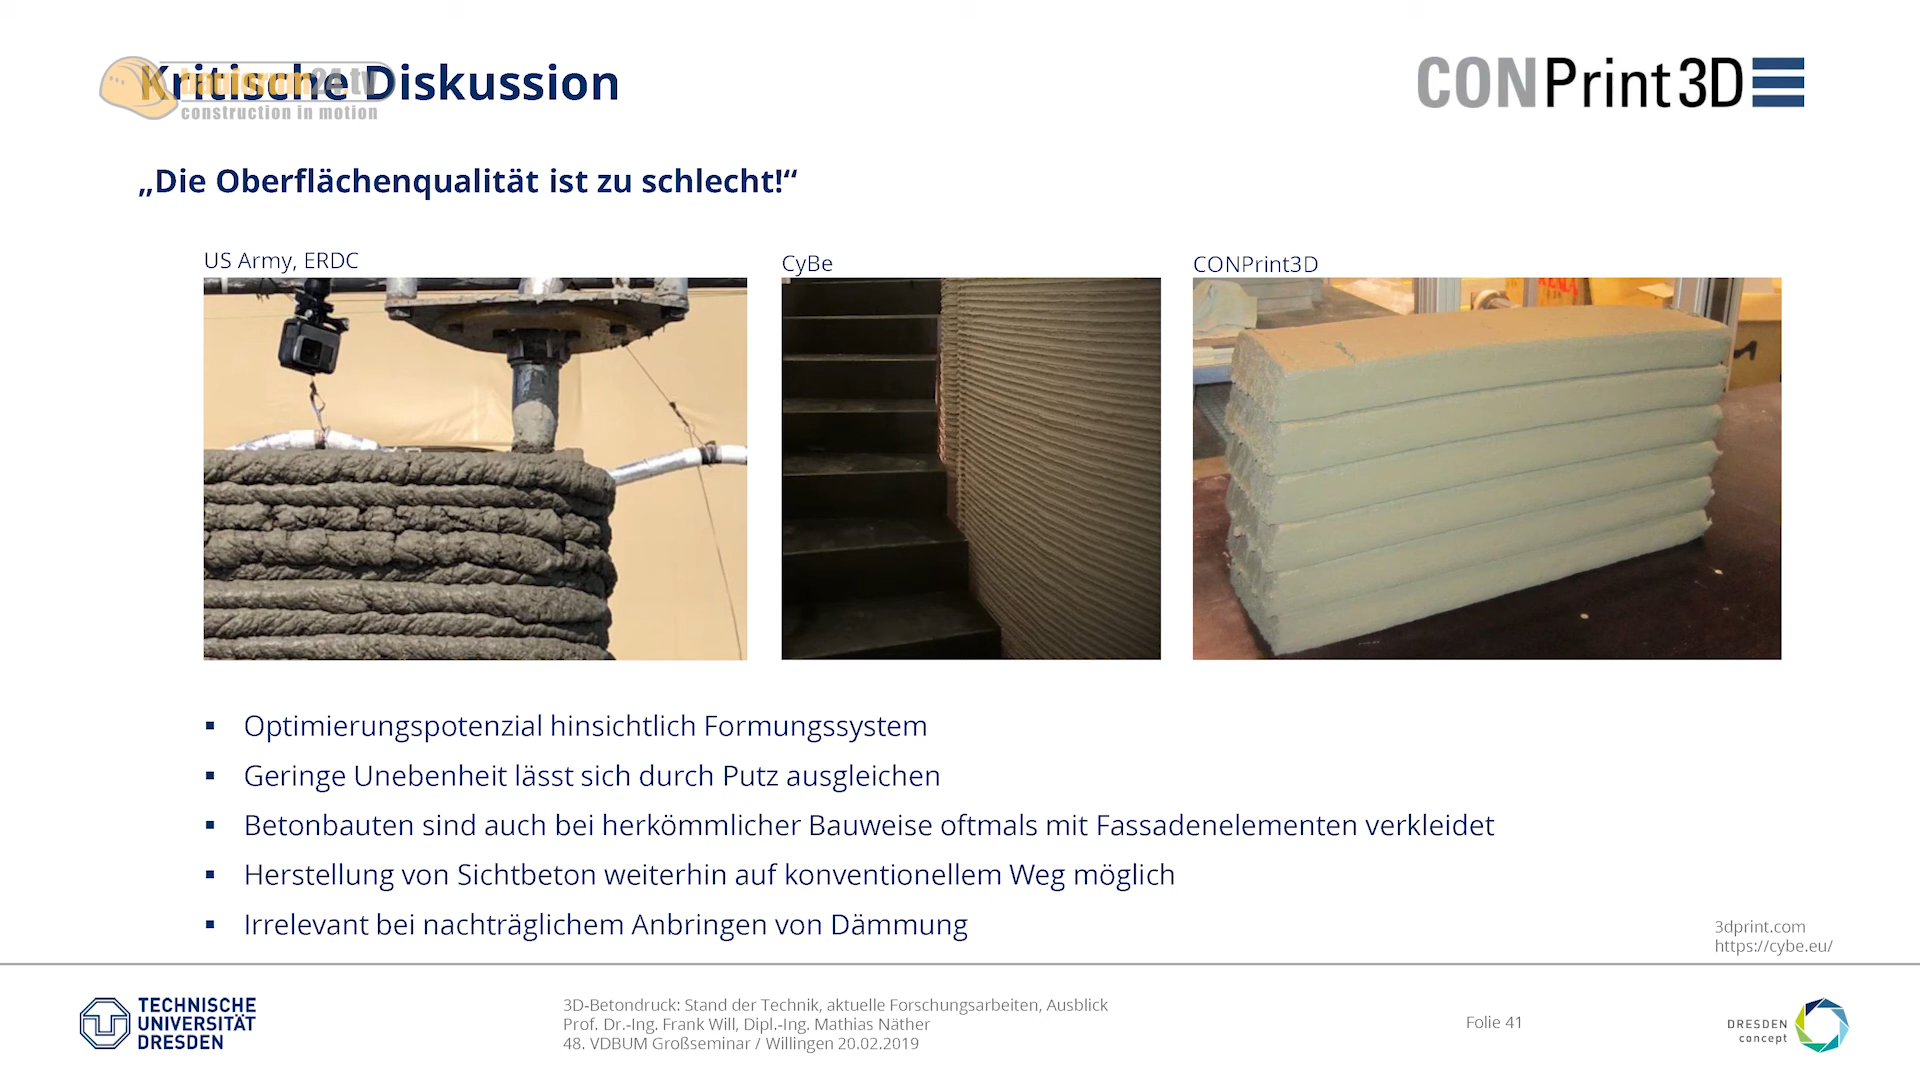 Kritische Diskussion
bauforum24.tv
construction in motion
CONPrint3D
„Die Oberflächenqualität ist zu schlecht!“
US Army, ERDC
CyBe
CONPrint3D
▪ Optimierungspotenzial hinsichtlich Formungssystem
▪ Geringe Unebenheit lässt sich durch Putz ausgleichen
▪ Betonbauten sind auch bei herkömmlicher Bauweise oftmals mit Fassadenelementen verkleidet
▪ Herstellung von Sichtbeton weiterhin auf konventionellem Weg möglich
▪ Irrelevant bei nachträglichem Anbringen von Dämmung
3dprint.com
https://cybe.eu/
TECHNISCHE
UNIVERSITÄT
DRESDEN
3D-Betondruck: Stand der Technik, aktuelle Forschungsarbeiten, Ausblick
Prof. Dr.-Ing. Frank Will, Dipl.-Ing. Mathias Näther
48. VDBUM Großseminar / Willingen 20.02.2019
Folie 41
DRESDEN
concept